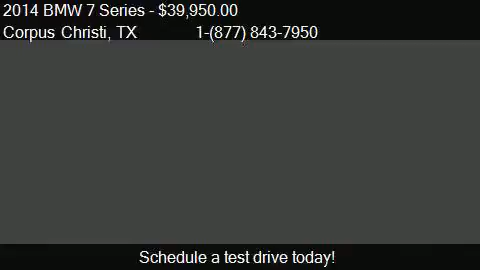 2014 BMW 7 Series - $39,950.00
Corpus Christi, TX 1-(877) 843-7950
Schedule a test drive today!